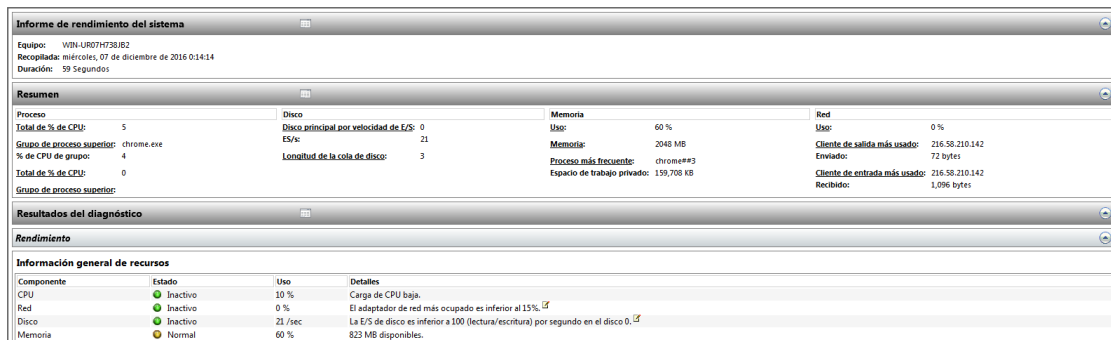 Informe de rendimiento del sistema
Equipo: WIN-UR07H738JB2
Recopilada: miércoles, 07 de diciembre de 2016 0:14:14
Duración: 59 Segundos
Resumen
Proceso
Total de % de CPU: 5
Grupo de proceso superior: chrome.exe
% de CPU de grupo: 4
Total de % de CPU: 0
Grupo de proceso superior:
Disco
Disco principal por velocidad de E/S: 0
ES/s: 21
Longitud de la cola de disco: 3
Memoria
Uso: 60 %
Memoria: 2048 MB
Proceso más frecuente: chrome##3
Espacio de trabajo privado: 159,708 KB
Red
Uso: 0 %
Cliente de salida más usado: 216.58.210.142
Enviado: 72 bytes
Cliente de entrada más usado: 216.58.210.142
Recibido: 1,096 bytes
Resultados del diagnóstico
Rendimiento
Información general de recursos
Componente Estado Uso Detalles
CPU Inactivo 10 % Carga de CPU baja.
Red Inactivo 0 % El adaptador de red más ocupado es inferior al 15%.
Disco Inactivo 21 /sec La E/S de disco es inferior a 100 (lectura/escritura) por segundo en el disco 0.
Memoria Normal 60 % 823 MB disponibles.